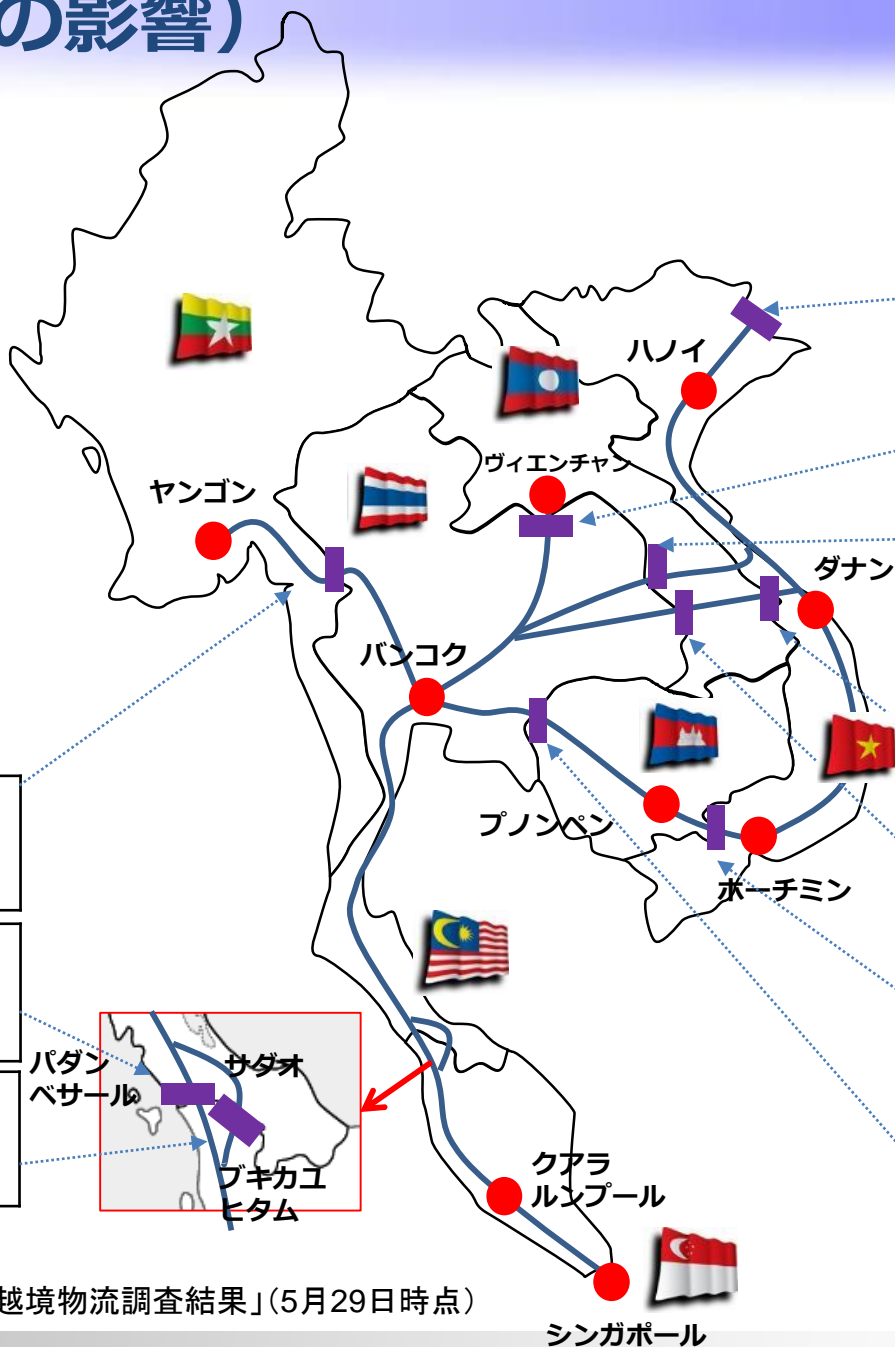 の影響）
ハノイ
ヴィエンチャン
ヤンゴン
ダナン
バンコク
プノンペン
ホーチミン
パダン
ベサール
サダオ
ブキカユ
ヒタム
クアラ
ルンプール
越境物流調査結果」（5月29日時点）
シンガポール